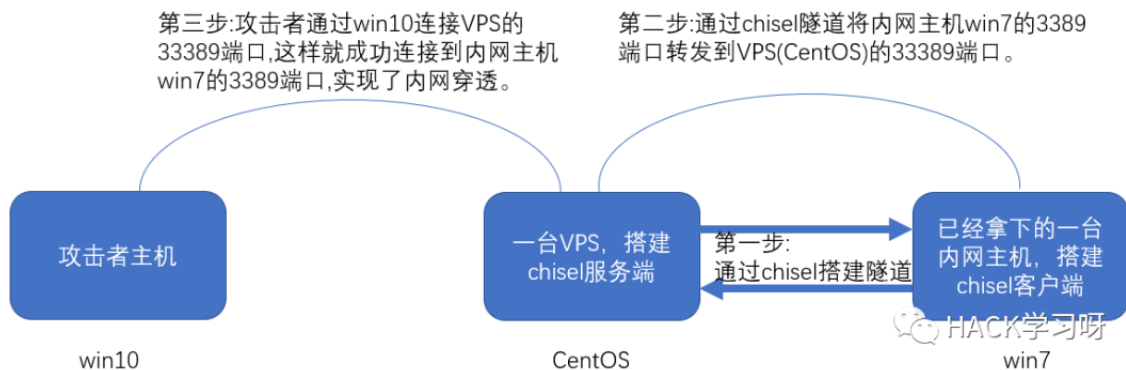 第三步:攻击者通过win10连接VPS的
33389端口,这样就成功连接到内网主机
win7的3389端口,实现了内网穿透。
第二步:通过chisel隧道将内网主机win7的3389
端口转发到VPS(CentOS)的33389端口。
攻击者主机
一台VPS，搭建
chisel服务端
第一步:
通过chisel搭建隧道
已经拿下的一台
内网主机，搭建
chisel客户端
HACK学习呀
win10
CentOS
win7